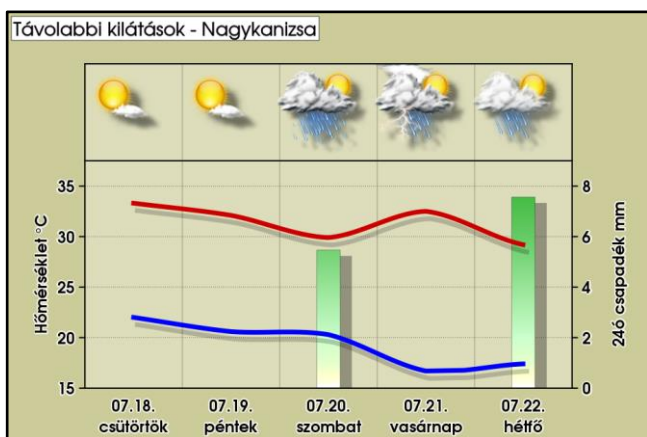 Távolabbi kilátások - Nagykanizsa
35
30
25
20
15
Hőmérséklet °C
8
6
4
2
0
24ó csapadék mm
07.18. 07.19. 07.20. 07.21. 07.22.
csütörtök péntek szombat vasárnap hétfő